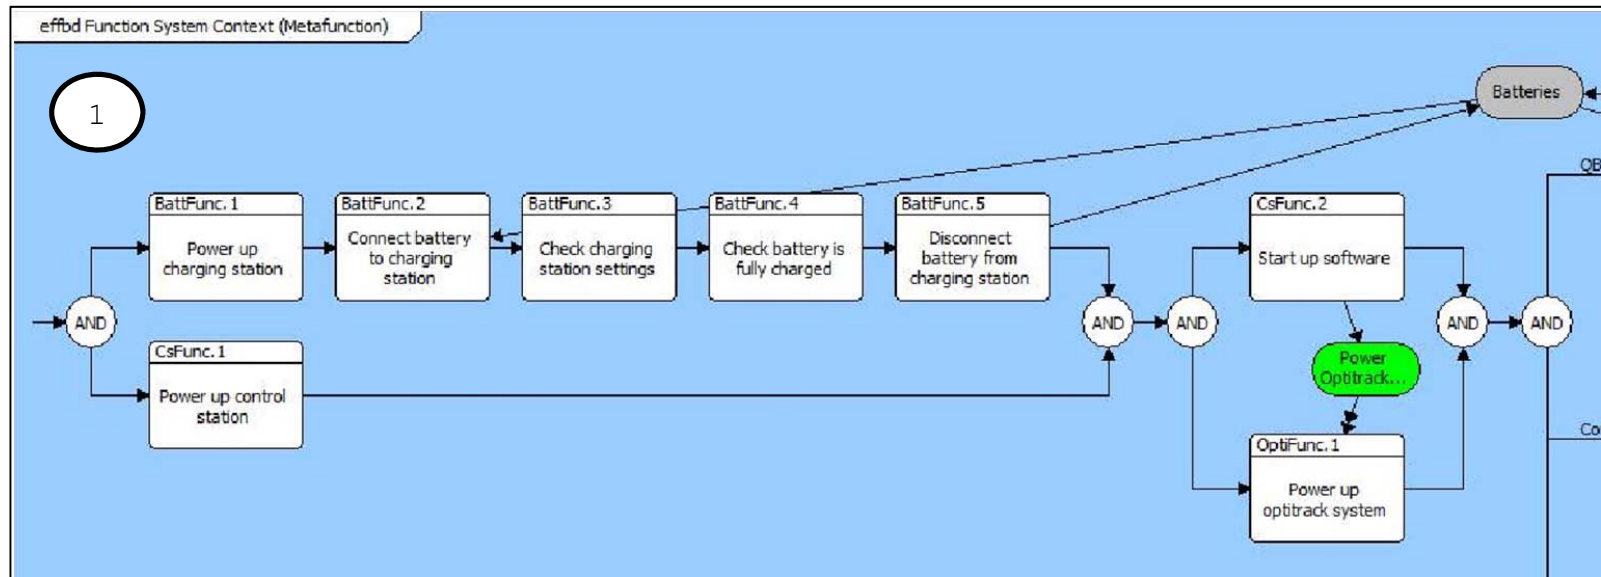 effbd Function System Context (Metafunction)
1
Batteries
QB
BattFunc.1
Power up
charging station
BattFunc.2
Connect battery
to charging
station
BattFunc.3
Check charging
station settings
BattFunc.4
Check battery is
fully charged
BattFunc.5
Disconnect
battery from
charging station
CsFunc.2
Start up software
AND
AND
AND
AND
AND
CsFunc.1
Power up control
station
Power
Optitrack...
OptiFunc.1
Power up
optitrack system
Co